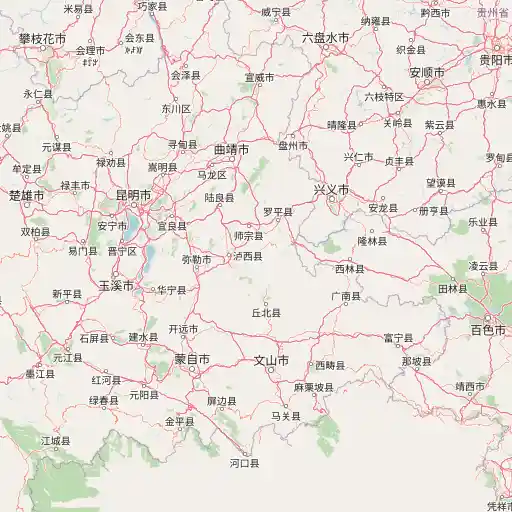 米易县
巧家县
威宁县
纳雍县
黔西市
贵州省
攀枝花市
会东县
六盘水市
织金县
贵阳市
会理市
会泽县
宣威市
安顺市
永仁县
东川区
六枝特区
惠水县
元谋县
晴隆县
关岭县
紫云县
寻甸县
曲靖市
盘州市
禄劝县
嵩明县
兴仁市
贞丰县
罗甸县
牟定县
马龙区
禄丰市
兴义市
望谟县
楚雄市
昆明市
陆良县
安龙县
册亨县
罗平县
安宁市
宜良县
乐业县
双柏县
师宗县
隆林县
易门县
晋宁区
弥勒市
泸西县
西林县
凌云县
玉溪市
华宁县
田林县
新平县
广南县
丘北县
百色市
石屏县
建水县
开远市
富宁县
元江县
蒙自市
文山市
西畴县
那坡县
墨江县
红河县
麻栗坡县
靖西市
绿春县
元阳县
屏边县
金平县
马关县
江城县
河口县
凭祥市